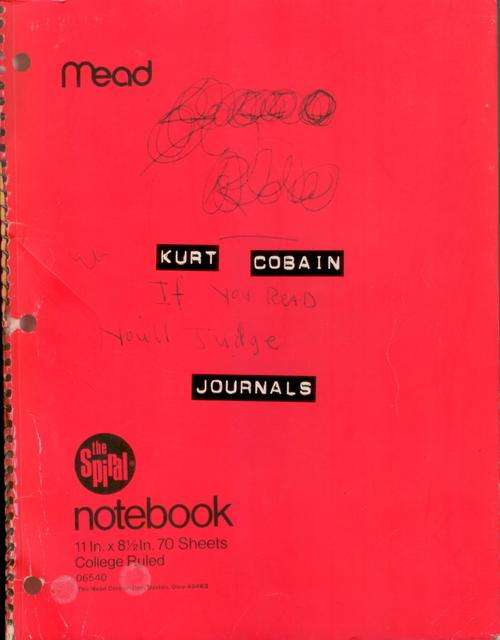 mead
KURT COBAIN
If You READ
You'll Judge
JOURNALS
the
Spiral
notebook
11 In. x 8½ In. 70 Sheets
College Ruled
06540